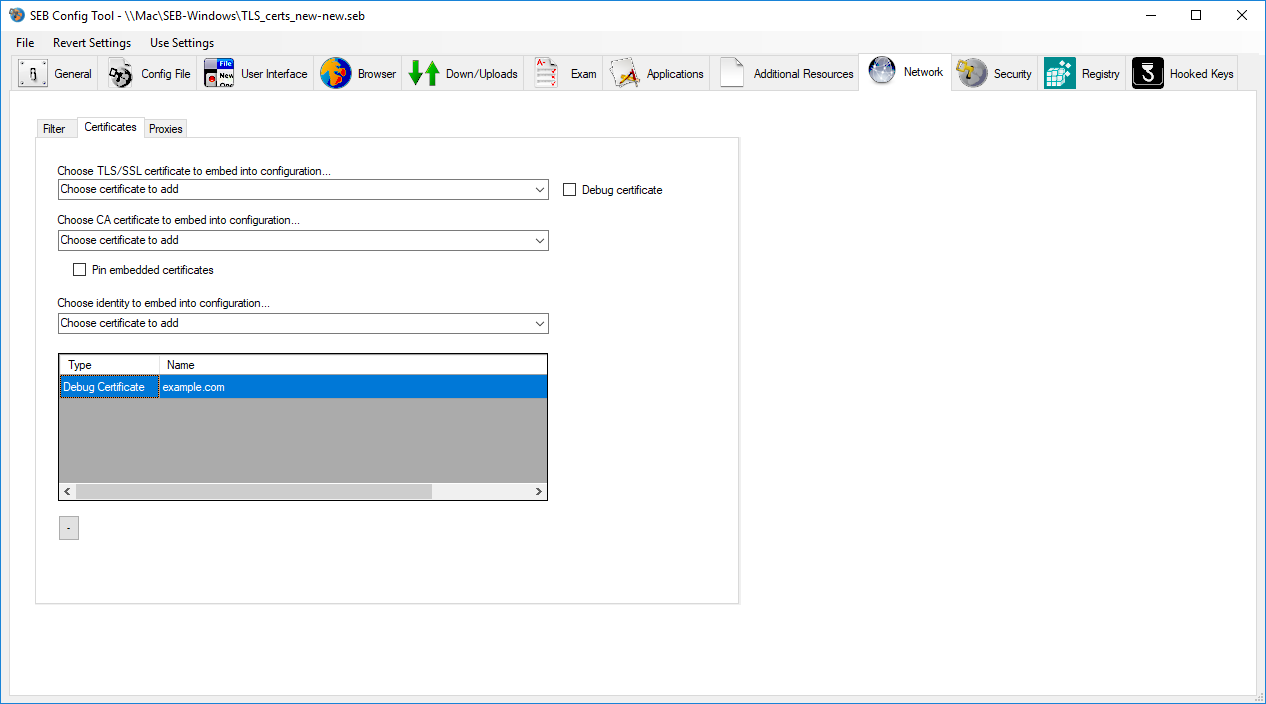 SEB Config Tool - \\Mac\SEB-Windows\TLS_certs_new-new.seb
File Revert Settings Use Settings
General Config File User Interface Browser Down/Uploads Exam Applications Additional Resources Network Security Registry Hooked Keys
Filter Certificates Proxies
Choose TLS/SSL certificate to embed into configuration...
Choose certificate to add
Debug certificate
Choose CA certificate to embed into configuration...
Choose certificate to add
Pin embedded certificates
Choose identity to embed into configuration...
Choose certificate to add
Type Name
Debug Certificate example.com
-